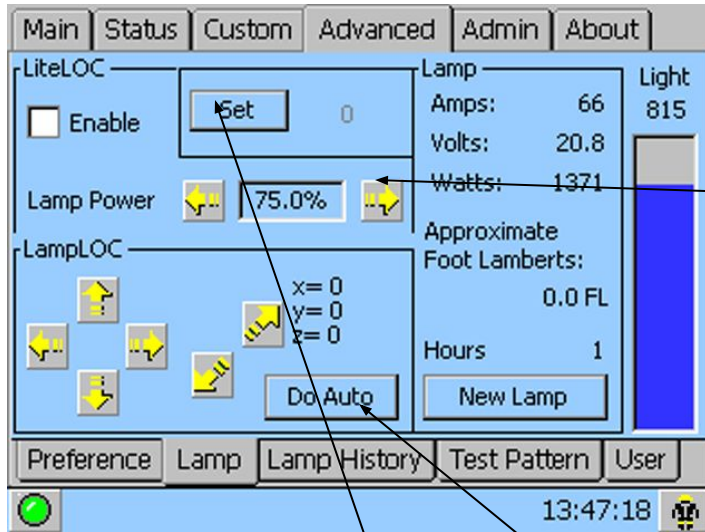 Main Status Custom Advanced Admin About
LiteLOC
Enable
Set 0
Lamp Power 75.0%
LampLOC
x= 0
y= 0
z= 0
Do Auto
Lamp
Amps: 66
Volts: 20.8
Watts: 1371
Approximate
Foot Lamberts:
0.0 FL
Hours 1
New Lamp
Light
815
Preference Lamp Lamp History Test Pattern User
13:47:18